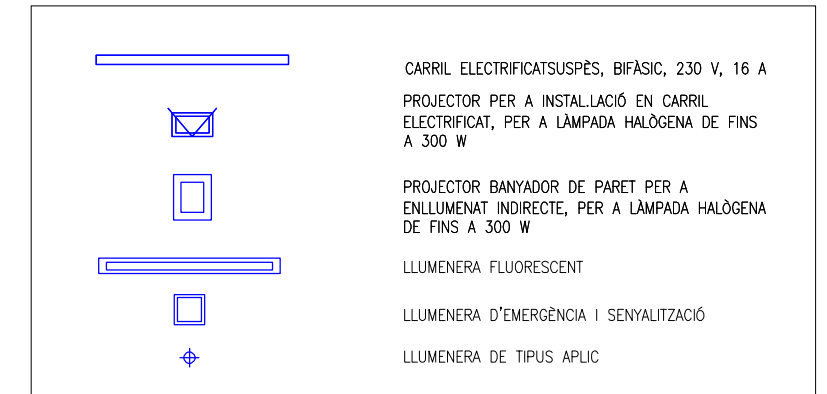 CARRIL ELECTRIFICATSUSPÈS, BIFÀSIC, 230 V, 16 A
PROJECTOR PER A INSTAL.LACIÓ EN CARRIL
ELECTRIFICAT, PER A LÀMPADA HALÒGENA DE FINS
A 300 W
PROJECTOR BANYADOR DE PARET PER A
ENLLUMENAT INDIRECTE, PER A LÀMPADA HALÒGENA
DE FINS A 300 W
LLUMENERA FLUORESCENT
LLUMENERA D'EMERGÈNCIA I SENYALITZACIÓ
LLUMENERA DE TIPUS APLIC